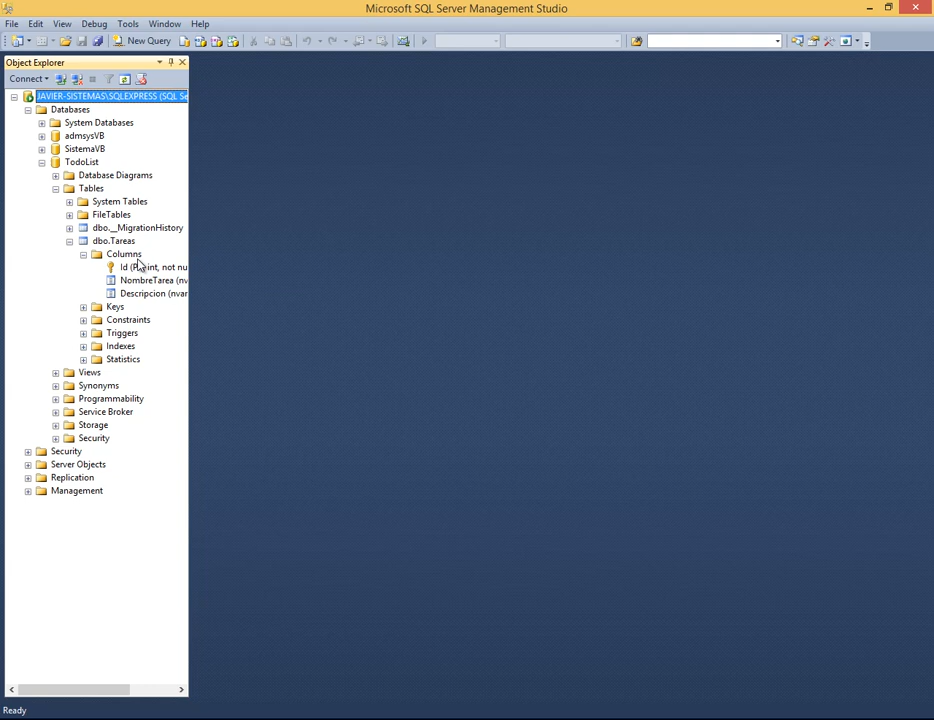 Microsoft SQL Server Management Studio
File Edit View Debug Tools Window Help
New Query
Object Explorer
Connect
JAVIER-SISTEMAS\SQLEXPRESS (SQL Se
Databases
System Databases
admsysVB
SistemaVB
TodoList
Database Diagrams
Tables
System Tables
FileTables
dbo.__MigrationHistory
dbo.Tareas
Columns
Id (P int, not nu
NombreTarea (nv
Descripcion (nvar
Keys
Constraints
Triggers
Indexes
Statistics
Views
Synonyms
Programmability
Service Broker
Storage
Security
Security
Server Objects
Replication
Management
Ready